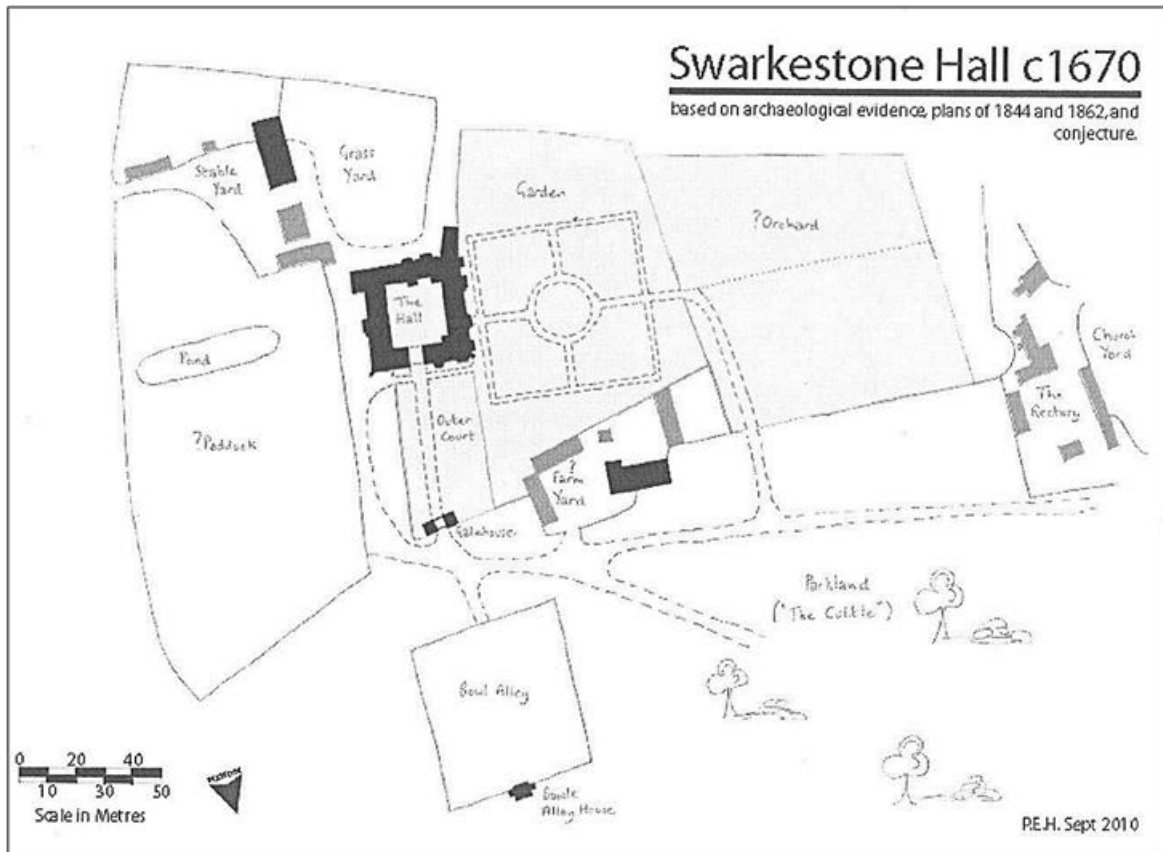 Swarkestone Hall c1670
based on archaeological evidence, plans of 1844 and 1862, and
conjecture.
Stable
Yard
Grass
Yard
Garden
?Orchard
The
Hall
Pond
?Paddock
Outer
Court
?
Farm
Yard
Gatehouse
Church
Yard
The
Rectory
Parkland
("The Cuttle")
Bowl Alley
Bowle
Alley House
0 20 40
10 30 50
Scale in Metres
P.E.H. Sept 2010